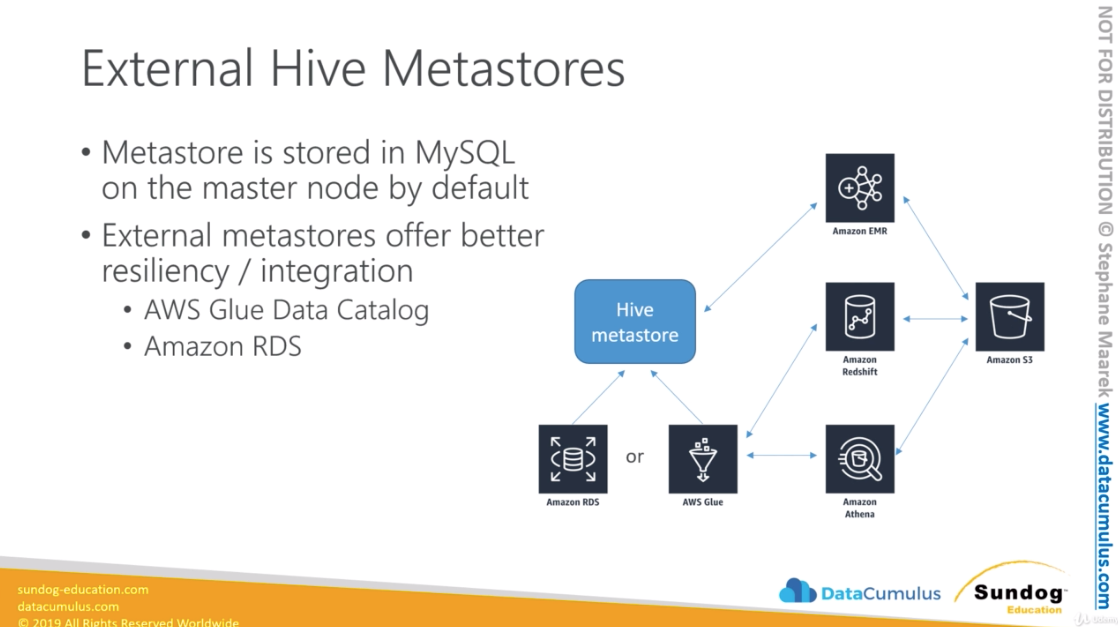 External Hive Metastores
• Metastore is stored in MySQL
on the master node by default
• External metastores offer better
resiliency / integration
• AWS Glue Data Catalog
• Amazon RDS
Amazon EMR
Hive
metastore
Amazon
Redshift
Amazon S3
Amazon RDS
or
AWS Glue
Amazon
Athena
sundog-education.com
datacumulus.com
© 2019 All Rights Reserved Worldwide
DataCumulus
Sundog
Education
NOT FOR DISTRIBUTION © Stephane Maarek www.datacumulus.com
Udemy